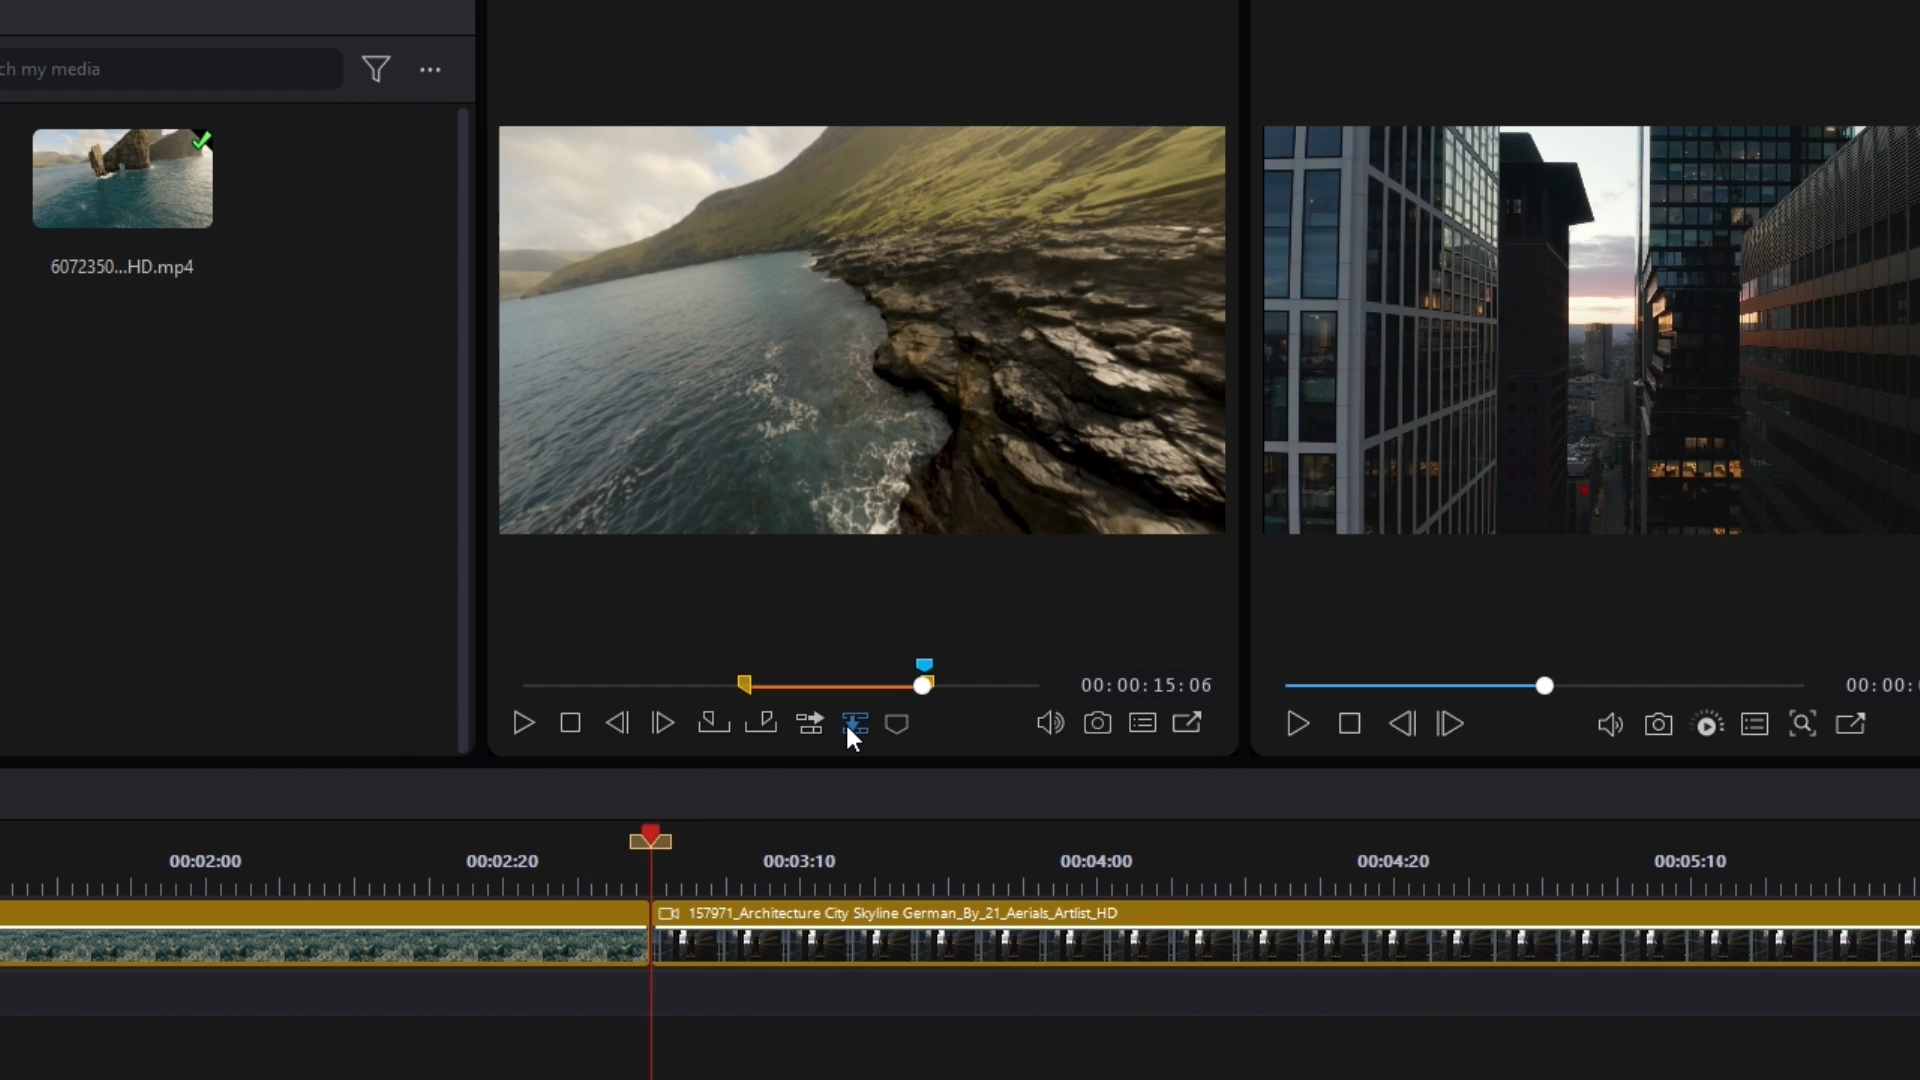 ch my media
6072350...HD.mp4
00:00:15:06
00:00:
00:02:00
00:02:20
00:03:10
00:04:00
00:04:20
00:05:10
157971_Architecture City Skyline German_By_21_Aerials_Artlist_HD